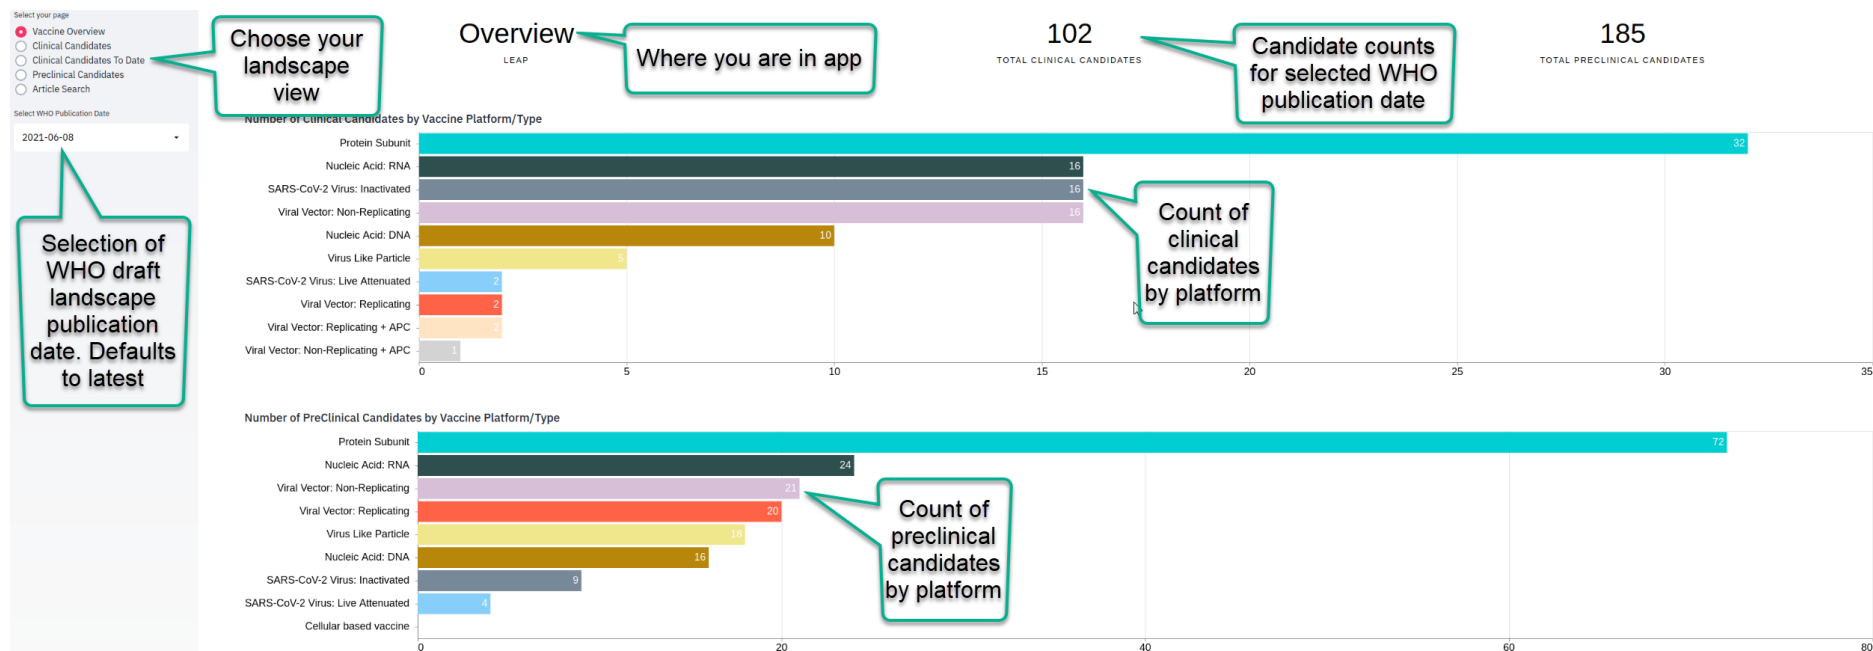 Select your page
Vaccine Overview
Clinical Candidates
Clinical Candidates To Date
Preclinical Candidates
Article Search
Select WHO Publication Date
2021-06-08
Choose your
landscape
view
Selection of
WHO draft
landscape
publication
date. Defaults
to latest
Overview
LEAP
Where you are in app
102
TOTAL CLINICAL CANDIDATES
Candidate counts
for selected WHO
publication date
185
TOTAL PRECLINICAL CANDIDATES
Number of Clinical Candidates by Vaccine Platform/Type
Protein Subunit 32
Nucleic Acid: RNA 16
SARS-CoV-2 Virus: Inactivated 16
Viral Vector: Non-Replicating 16
Nucleic Acid: DNA 10
Virus Like Particle 5
SARS-CoV-2 Virus: Live Attenuated 2
Viral Vector: Replicating 2
Viral Vector: Replicating + APC 2
Viral Vector: Non-Replicating + APC 1
0 5 10 15 20 25 30 35
Count of
clinical
candidates
by platform
Number of PreClinical Candidates by Vaccine Platform/Type
Protein Subunit 72
Nucleic Acid: RNA 24
Viral Vector: Non-Replicating 21
Viral Vector: Replicating 20
Virus Like Particle 18
Nucleic Acid: DNA 16
SARS-CoV-2 Virus: Inactivated 9
SARS-CoV-2 Virus: Live Attenuated 4
Cellular based vaccine
0 20 40 60 80
Count of
preclinical
candidates
by platform